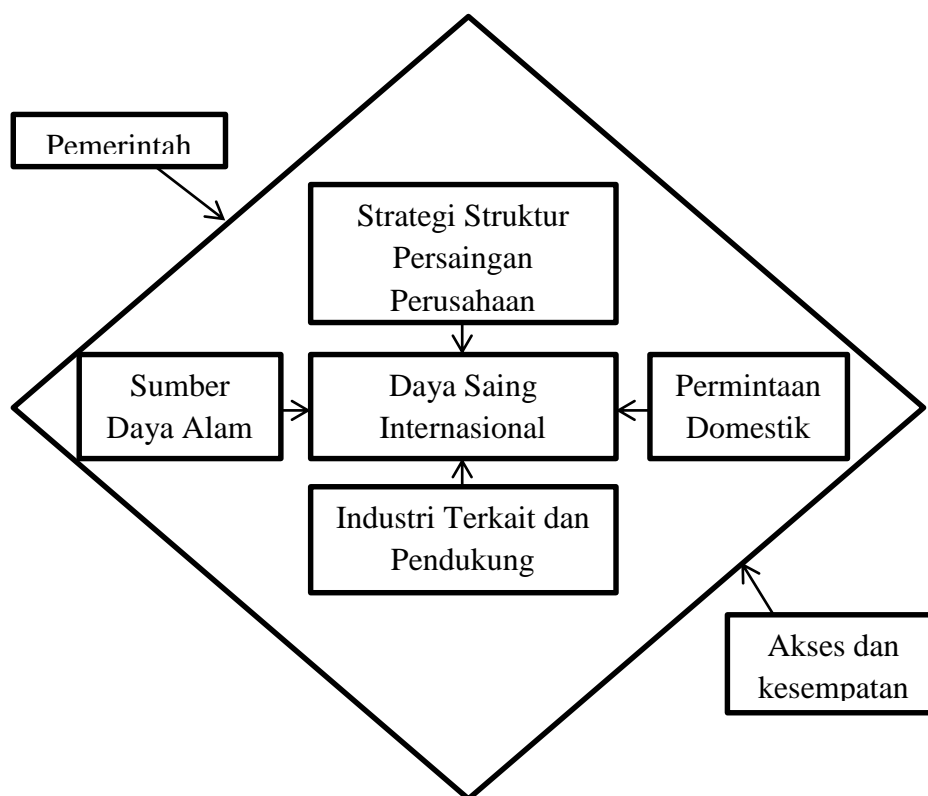 Pemerintah
Strategi Struktur
Persaingan
Perusahaan
Sumber
Daya Alam
Daya Saing
Internasional
Permintaan
Domestik
Industri Terkait dan
Pendukung
Akses dan
kesempatan